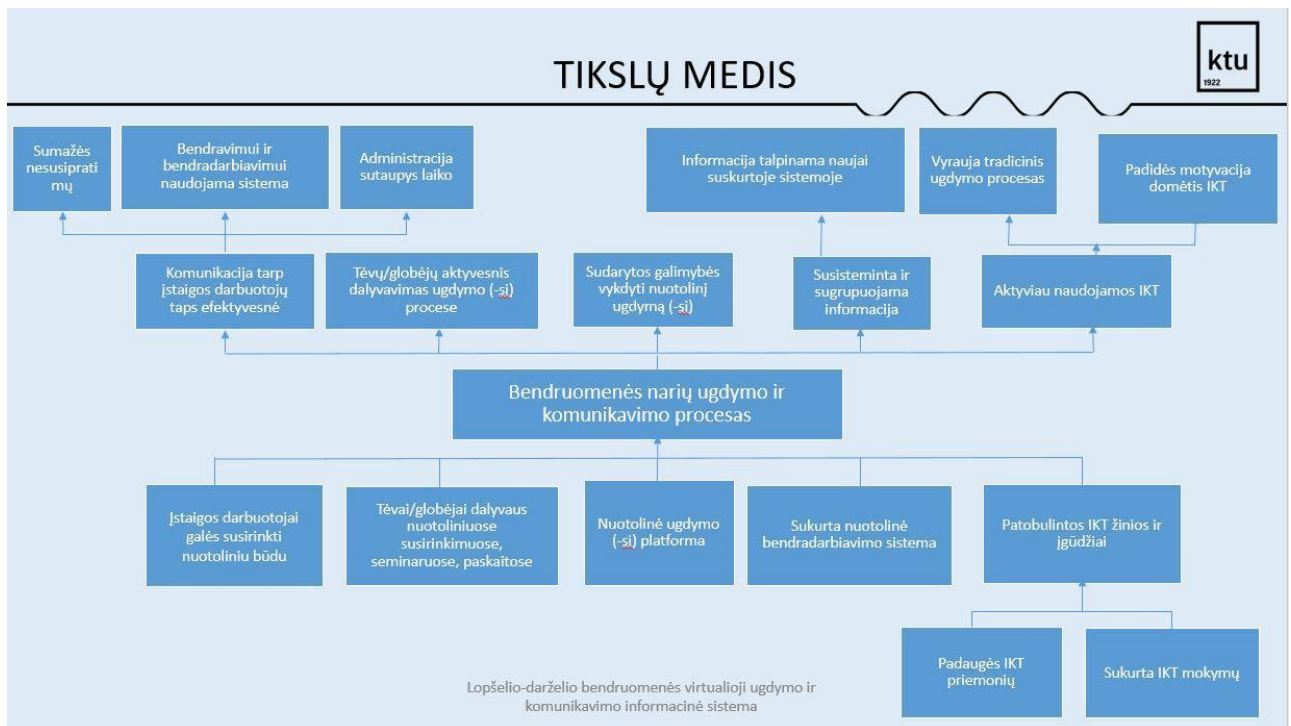 TIKSLŲ MEDIS
ktu
1922
Sumažės
nesusiprati
mų
Bendravimui ir
bendradarbiavimui
naudojama sistema
Administracija
sutaupys laiko
Informacija talpinama naujai
suskurtoje sistemoje
Vyrauja tradicinis
ugdymo procesas
Padidės motyvacija
domėtis IKT
Komunikacija tarp
įstaigos darbuotojų
taps efektyvesnė
Tėvų/globėjų aktyvesnis
dalyvavimas ugdymo (-si)
procese
Sudarytos galimybės
vykdyti nuotolinį
ugdymą (-si)
Susisteminta ir
sugrupuojama
informacija
Aktyviau naudojamos IKT
Bendruomenės narių ugdymo ir
komunikavimo procesas
Įstaigos darbuotojai
galės susirinkti
nuotoliniu būdu
Tėvai/globėjai dalyvaus
nuotoliniuose
susirinkimuose,
seminaruose, paskaitose
Nuotolinė ugdymo
(-si) platforma
Sukurta nuotolinė
bendradarbiavimo sistema
Patobulintos IKT žinios ir
įgūdžiai
Padaugės IKT
priemonių
Sukurta IKT mokymų
Lopšelio-darželio bendruomenės virtualioji ugdymo ir
komunikavimo informacinė sistema